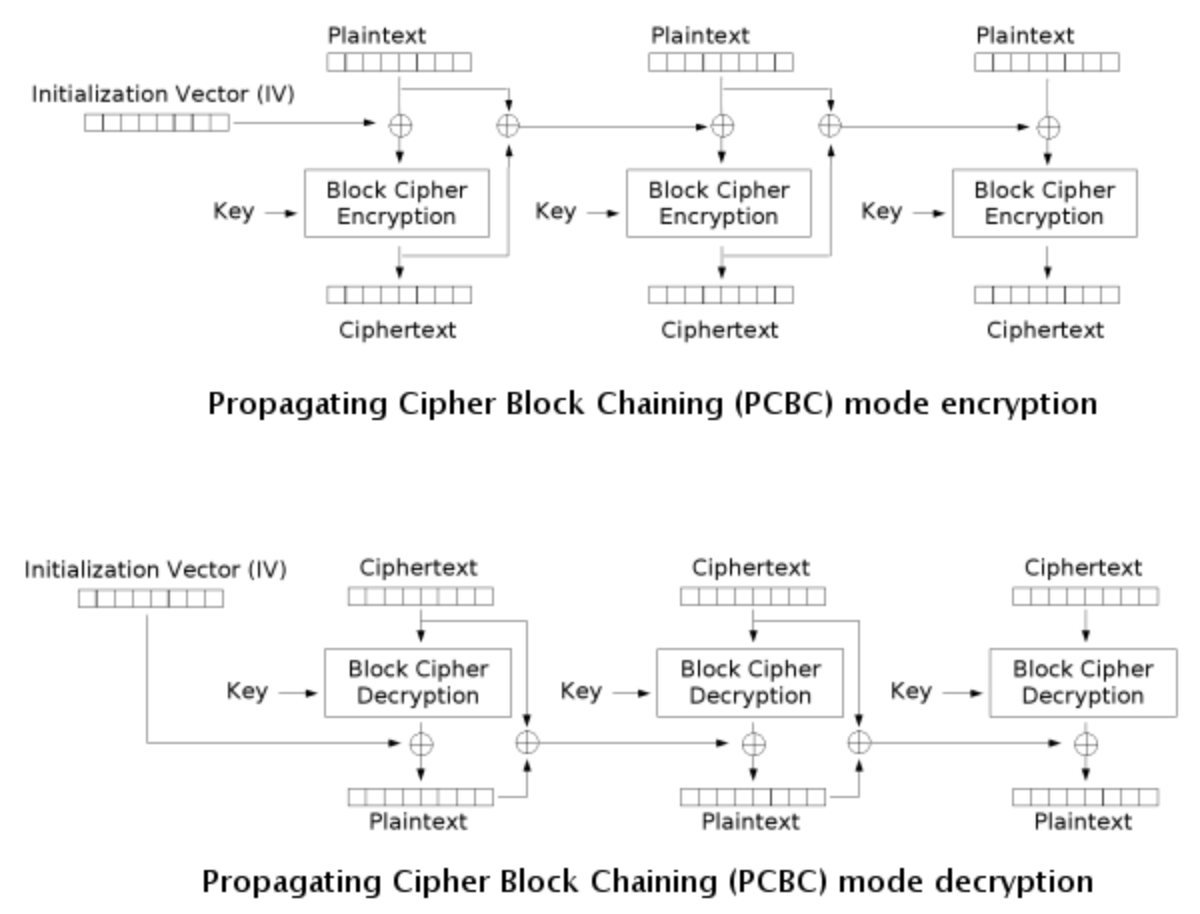 Plaintext Plaintext Plaintext
Initialization Vector (IV)
Key Block Cipher Encryption Key Block Cipher Encryption Key Block Cipher Encryption
Ciphertext Ciphertext Ciphertext
Propagating Cipher Block Chaining (PCBC) mode encryption
Initialization Vector (IV) Ciphertext Ciphertext Ciphertext
Key Block Cipher Decryption Key Block Cipher Decryption Key Block Cipher Decryption
Plaintext Plaintext Plaintext
Propagating Cipher Block Chaining (PCBC) mode decryption